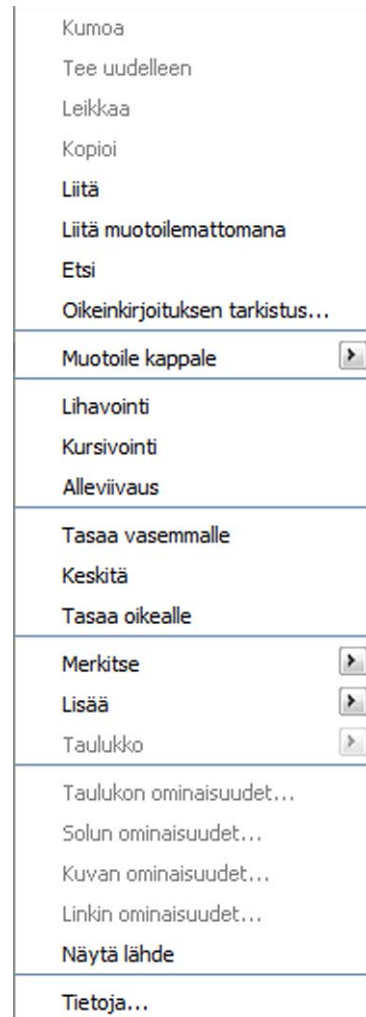 Kumoa
Tee uudelleen
Leikkaa
Kopioi
Liitä
Liitä muotoilemattomana
Etsi
Oikeinkirjoituksen tarkistus...
Muotoile kappale
Lihavointi
Kursivointi
Alleviivaus
Tasaa vasemmalle
Keskitä
Tasaa oikealle
Merkitse
Lisää
Taulukko
Taulukon ominaisuudet...
Solun ominaisuudet...
Kuvan ominaisuudet...
Linkin ominaisuudet...
Näytä lähde
Tietoja...